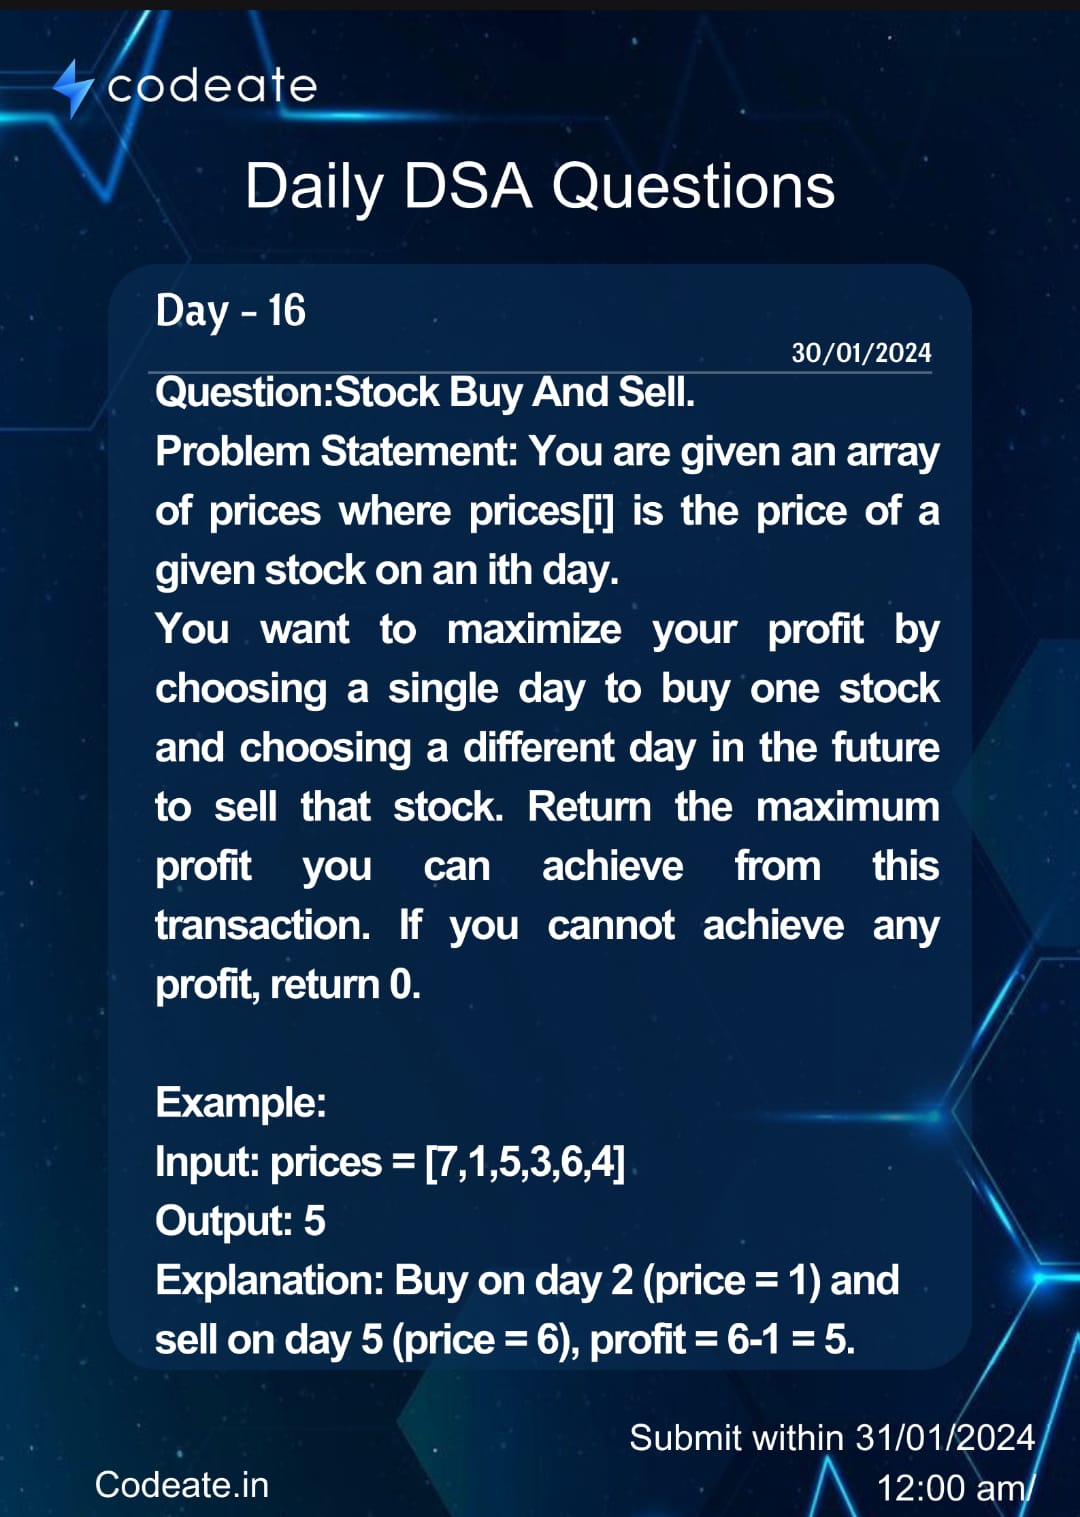 codeate
Daily DSA Questions
Day - 16
30/01/2024
Question:Stock Buy And Sell.
Problem Statement: You are given an array
of prices where prices[i] is the price of a
given stock on an ith day.
You want to maximize your profit by
choosing a single day to buy one stock
and choosing a different day in the future
to sell that stock. Return the maximum
profit you can achieve from this
transaction. If you cannot achieve any
profit, return 0.
Example:
Input: prices = [7,1,5,3,6,4]
Output: 5
Explanation: Buy on day 2 (price = 1) and
sell on day 5 (price = 6), profit = 6-1 = 5.
Submit within 31/01/2024
12:00 am/
Codeate.in